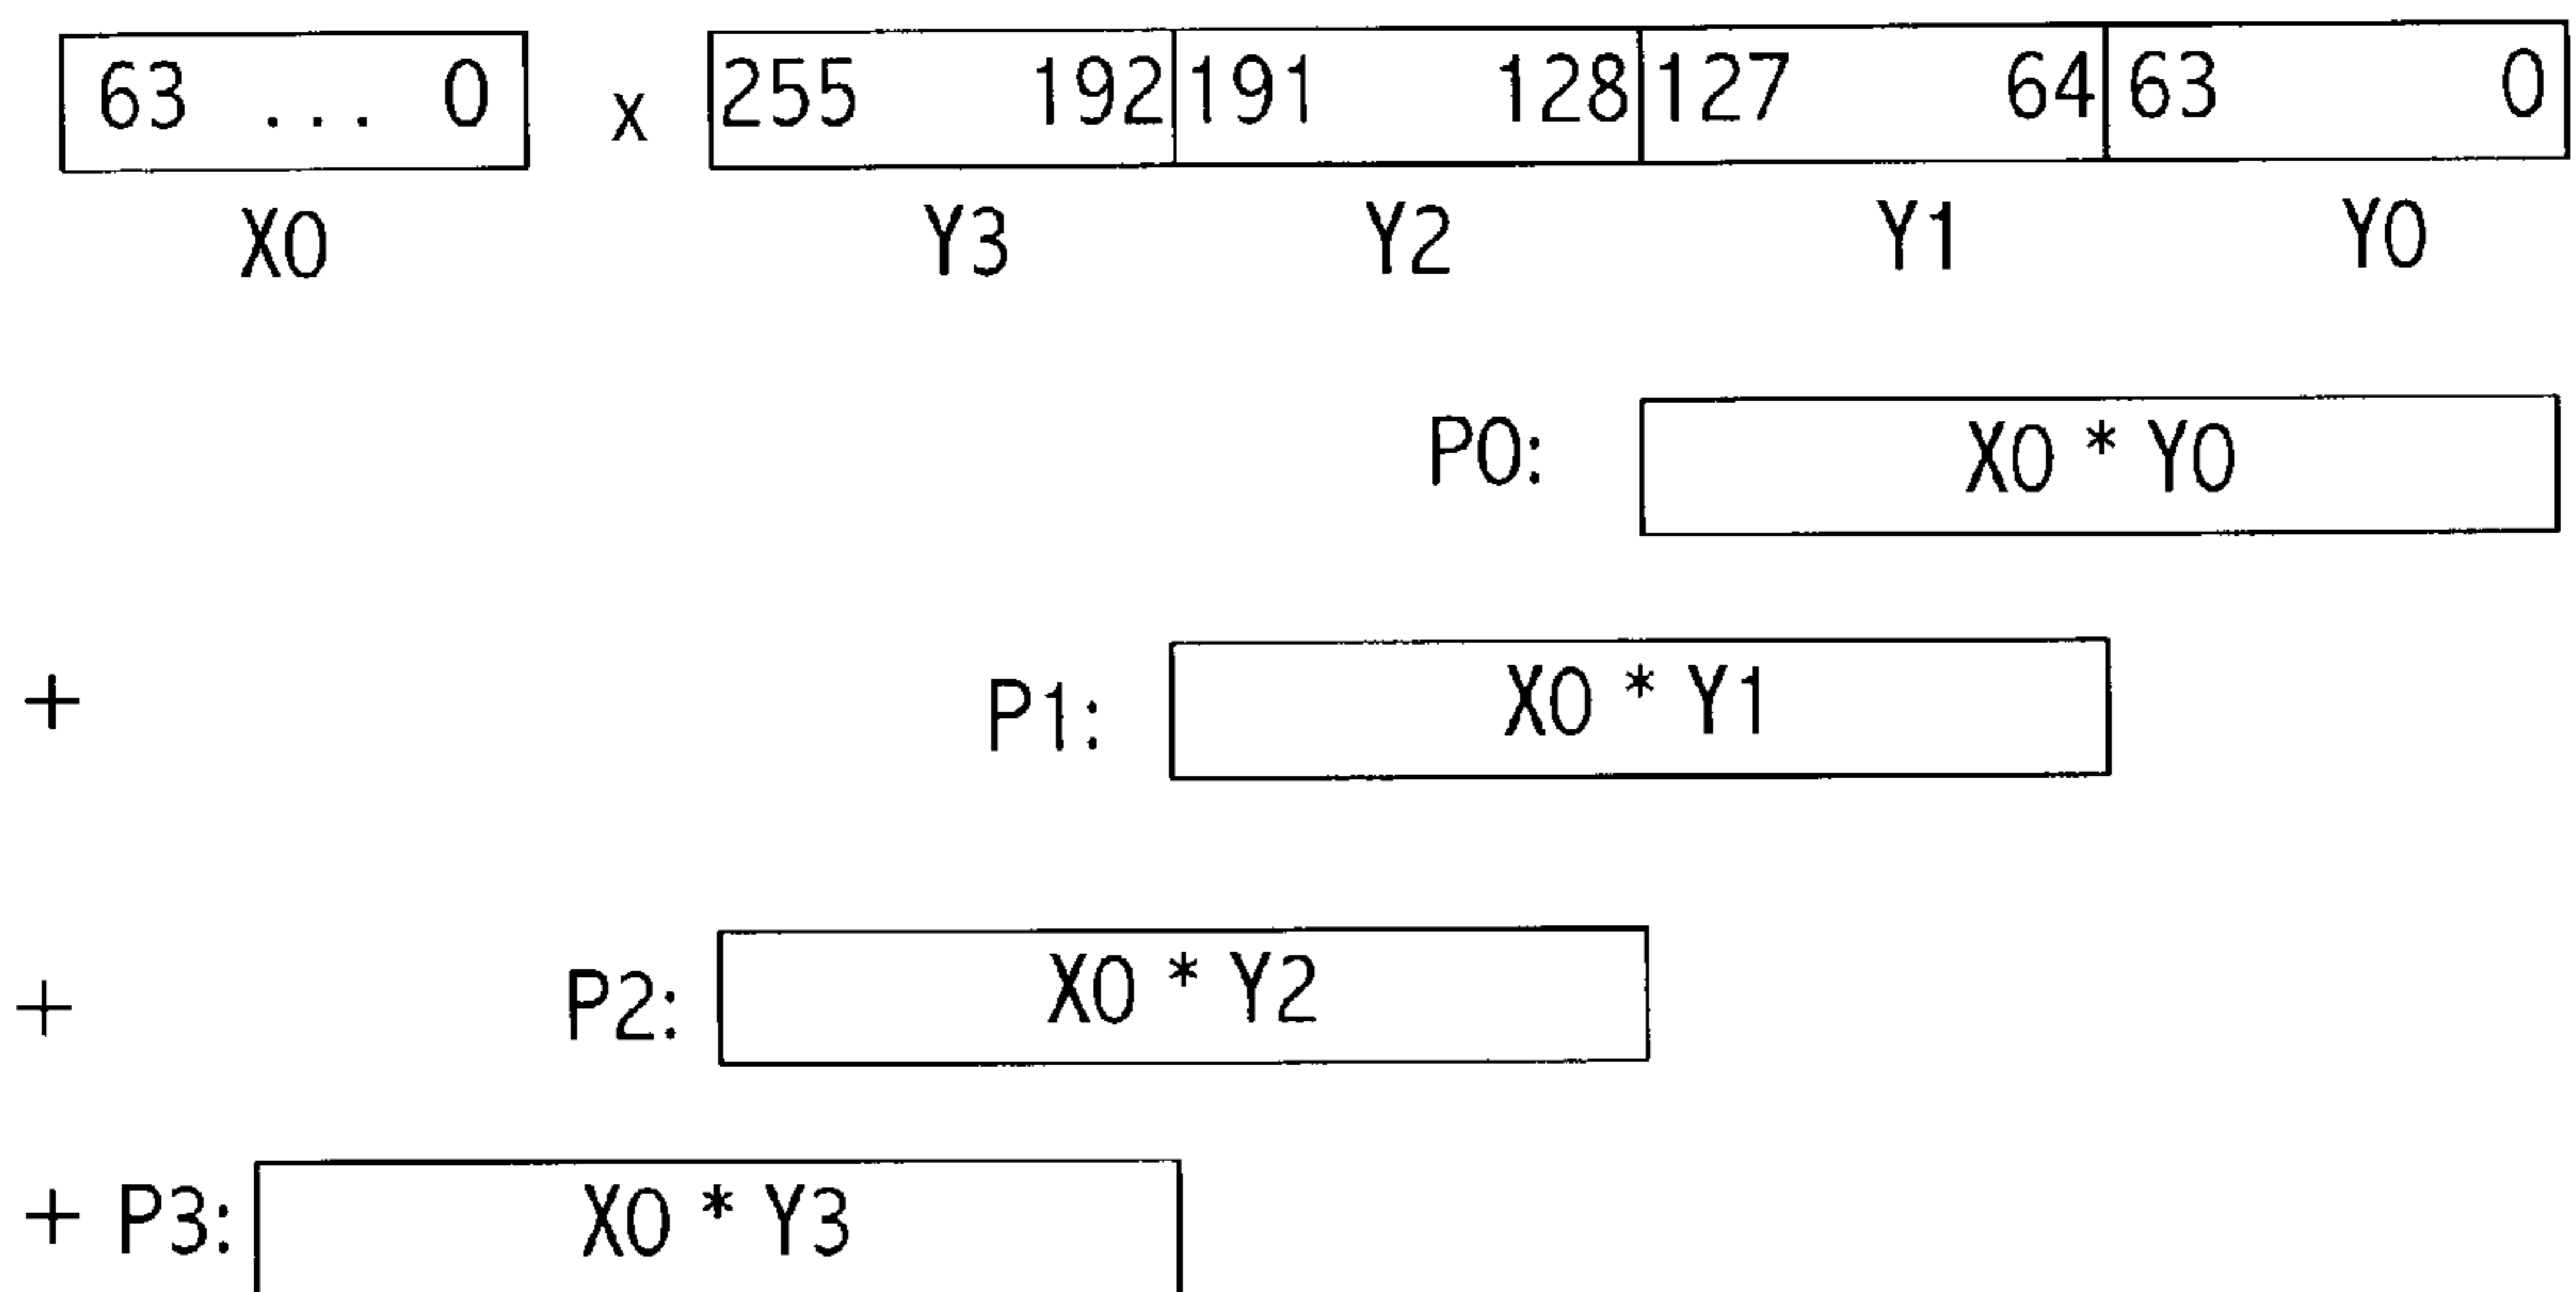 63 ... 0 x 255 192 191 128 127 64 63 0
X0 Y3 Y2 Y1 Y0
P0: X0 * Y0
+ P1: X0 * Y1
+ P2: X0 * Y2
+ P3: X0 * Y3